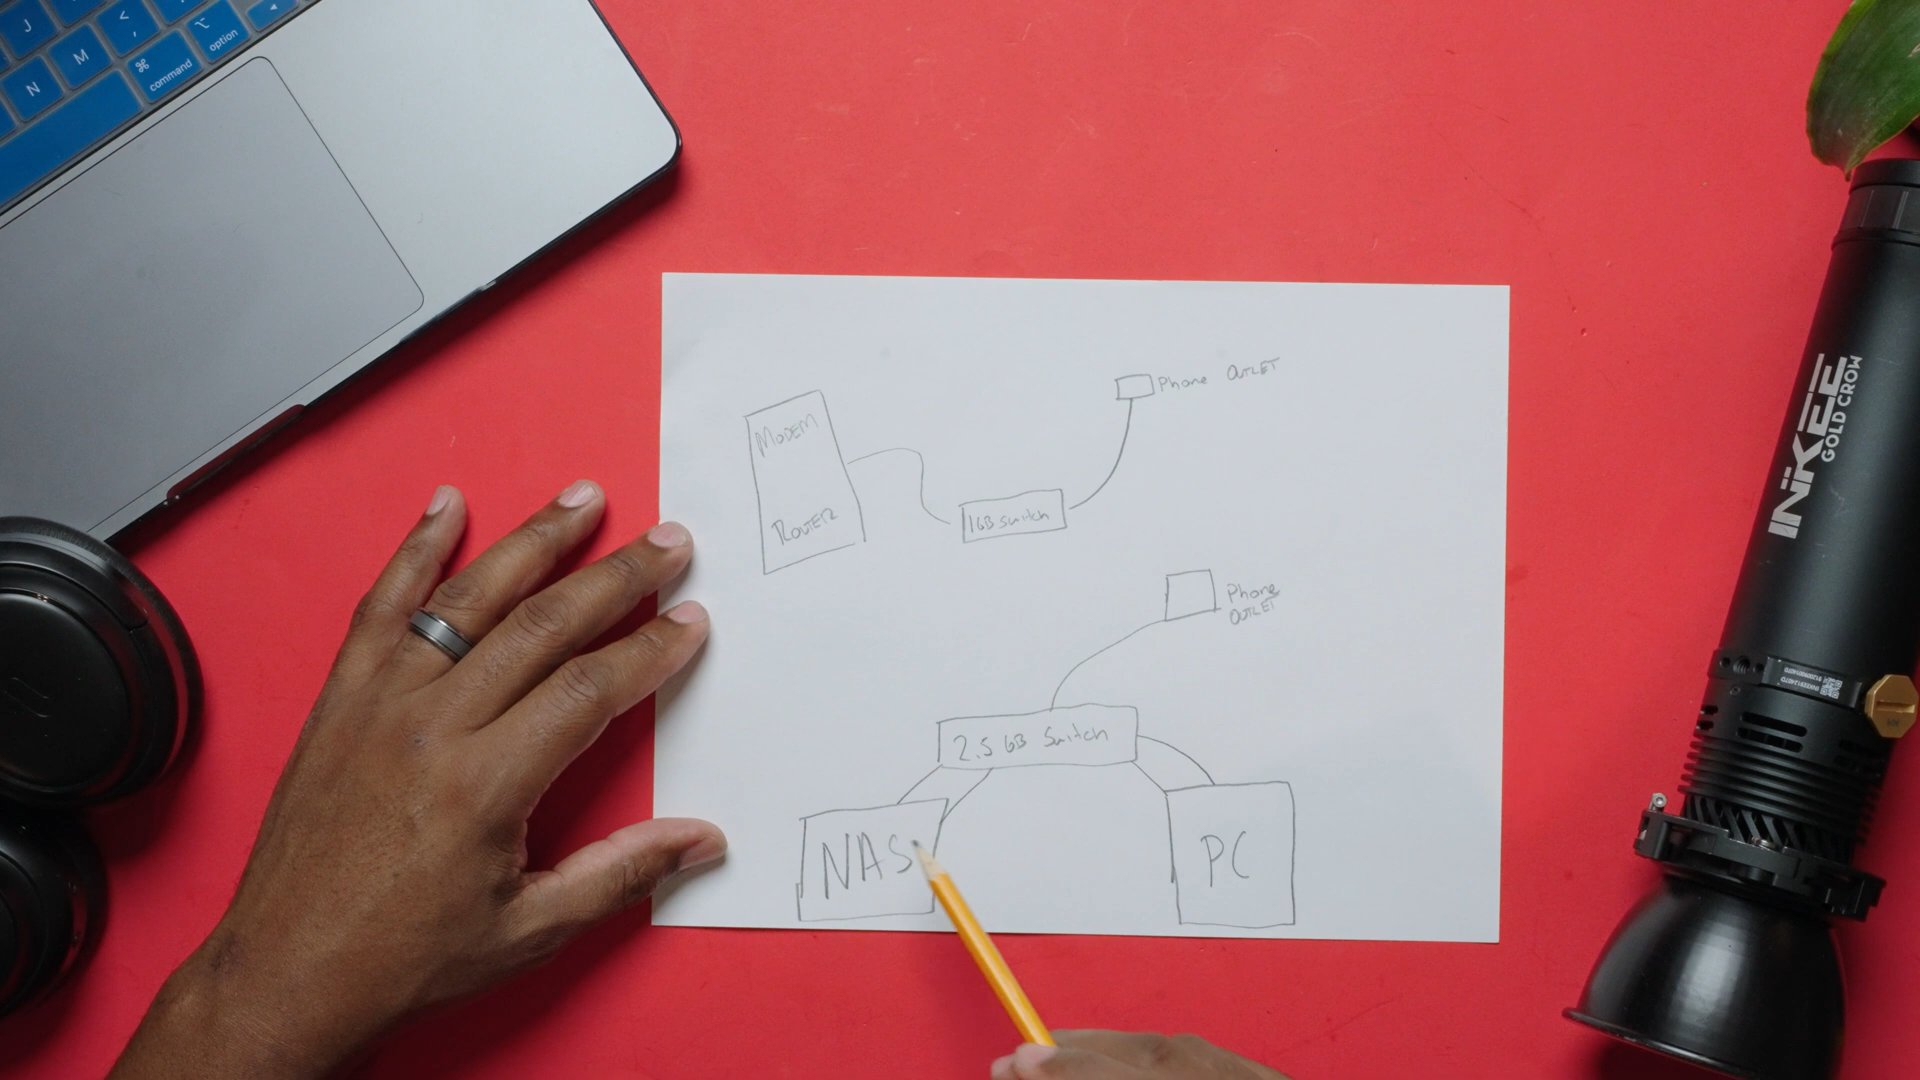 J
<
,
⌥
option
N
M
⌘
command
Phone OUTLET
MODEM
ROUTER
1GB Switch
Phone
OUTLET
2.5 GB Switch
NAS
PC
INKEE
GOLD CROW